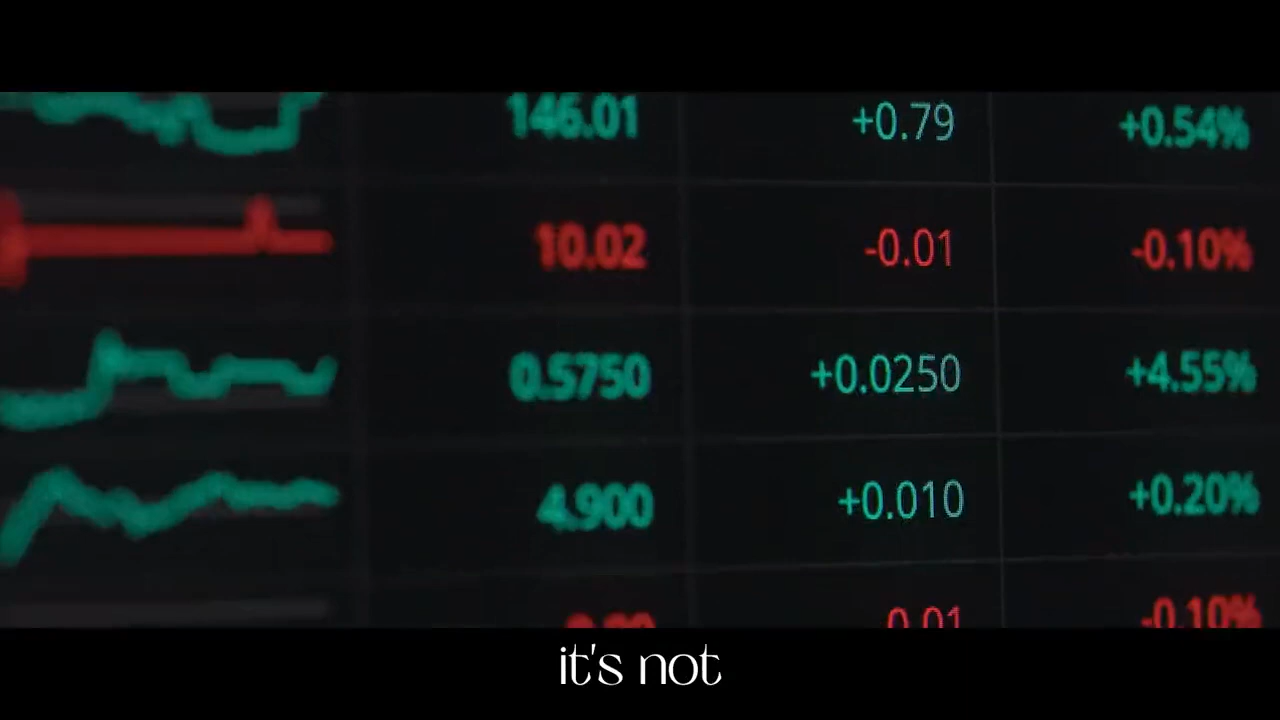 146.01 +0.79 +0.54%
10.02 -0.01 -0.10%
0.5750 +0.0250 +4.55%
4.900 +0.010 +0.20%
0.01 -0.10%
it's not